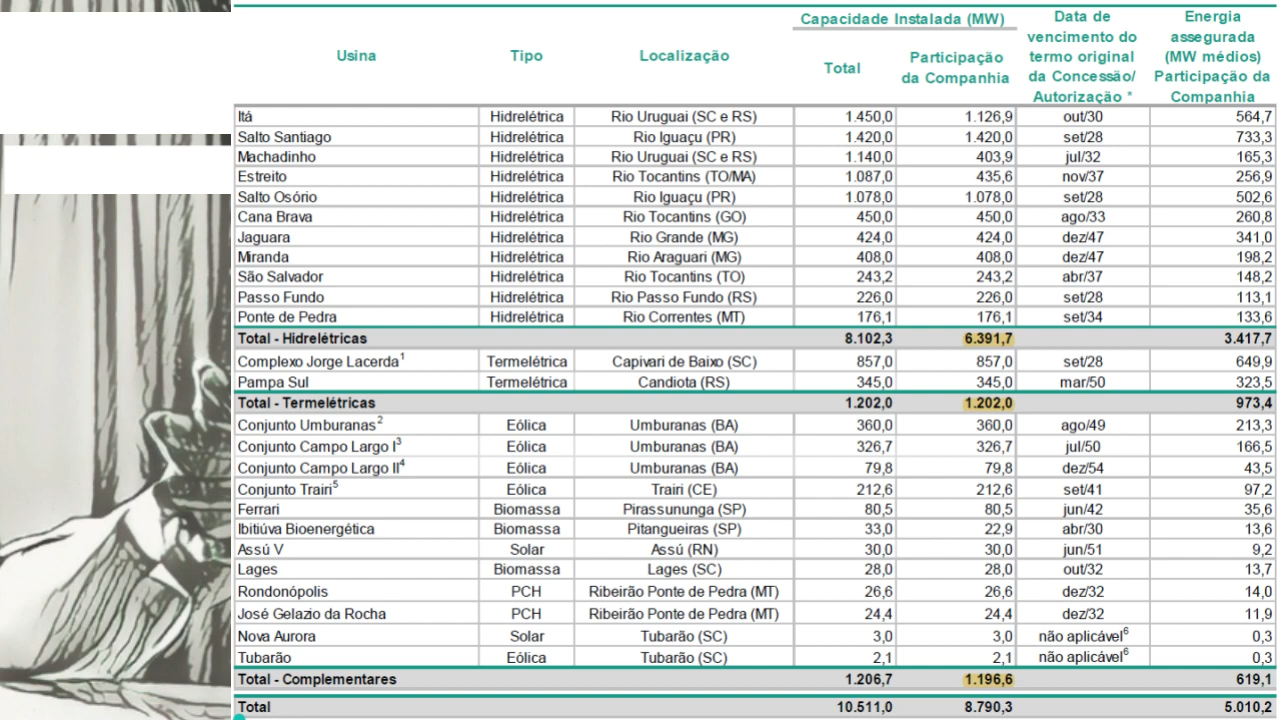 Usina Tipo Localização Capacidade Instalada (MW) Total Participação da Companhia Data de vencimento do termo original da Concessão/ Autorização * Energia assegurada (MW médios) Participação da Companhia
Itá Hidrelétrica Rio Uruguai (SC e RS) 1.450,0 1.126,9 out/30 564,7
Salto Santiago Hidrelétrica Rio Iguaçu (PR) 1.420,0 1.420,0 set/28 733,3
Machadinho Hidrelétrica Rio Uruguai (SC e RS) 1.140,0 403,9 jul/32 165,3
Estreito Hidrelétrica Rio Tocantins (TO/MA) 1.087,0 435,6 nov/37 256,9
Salto Osório Hidrelétrica Rio Iguaçu (PR) 1.078,0 1.078,0 set/28 502,6
Cana Brava Hidrelétrica Rio Tocantins (GO) 450,0 450,0 ago/33 260,8
Jaguara Hidrelétrica Rio Grande (MG) 424,0 424,0 dez/47 341,0
Miranda Hidrelétrica Rio Araguari (MG) 408,0 408,0 dez/47 198,2
São Salvador Hidrelétrica Rio Tocantins (TO) 243,2 243,2 abr/37 148,2
Passo Fundo Hidrelétrica Rio Passo Fundo (RS) 226,0 226,0 set/28 113,1
Ponte de Pedra Hidrelétrica Rio Correntes (MT) 176,1 176,1 set/34 133,6
Total - Hidrelétricas 8.102,3 6.391,7 3.417,7
Complexo Jorge Lacerda¹ Termelétrica Capivari de Baixo (SC) 857,0 857,0 set/28 649,9
Pampa Sul Termelétrica Candiota (RS) 345,0 345,0 mar/50 323,5
Total - Termelétricas 1.202,0 1.202,0 973,4
Conjunto Umburanas² Eólica Umburanas (BA) 360,0 360,0 ago/49 213,3
Conjunto Campo Largo I³ Eólica Umburanas (BA) 326,7 326,7 jul/50 166,5
Conjunto Campo Largo II⁴ Eólica Umburanas (BA) 79,8 79,8 dez/54 43,5
Conjunto Trairi⁵ Eólica Trairi (CE) 212,6 212,6 set/41 97,2
Ferrari Biomassa Pirassununga (SP) 80,5 80,5 jun/42 35,6
Ibitiúva Bioenergética Biomassa Pitangueiras (SP) 33,0 22,9 abr/30 13,6
Assú V Solar Assú (RN) 30,0 30,0 jun/51 9,2
Lages Biomassa Lages (SC) 28,0 28,0 out/32 13,7
Rondonópolis PCH Ribeirão Ponte de Pedra (MT) 26,6 26,6 dez/32 14,0
José Gelazio da Rocha PCH Ribeirão Ponte de Pedra (MT) 24,4 24,4 dez/32 11,9
Nova Aurora Solar Tubarão (SC) 3,0 3,0 não aplicável⁶ 0,3
Tubarão Eólica Tubarão (SC) 2,1 2,1 não aplicável⁶ 0,3
Total - Complementares 1.206,7 1.196,6 619,1
Total 10.511,0 8.790,3 5.010,2